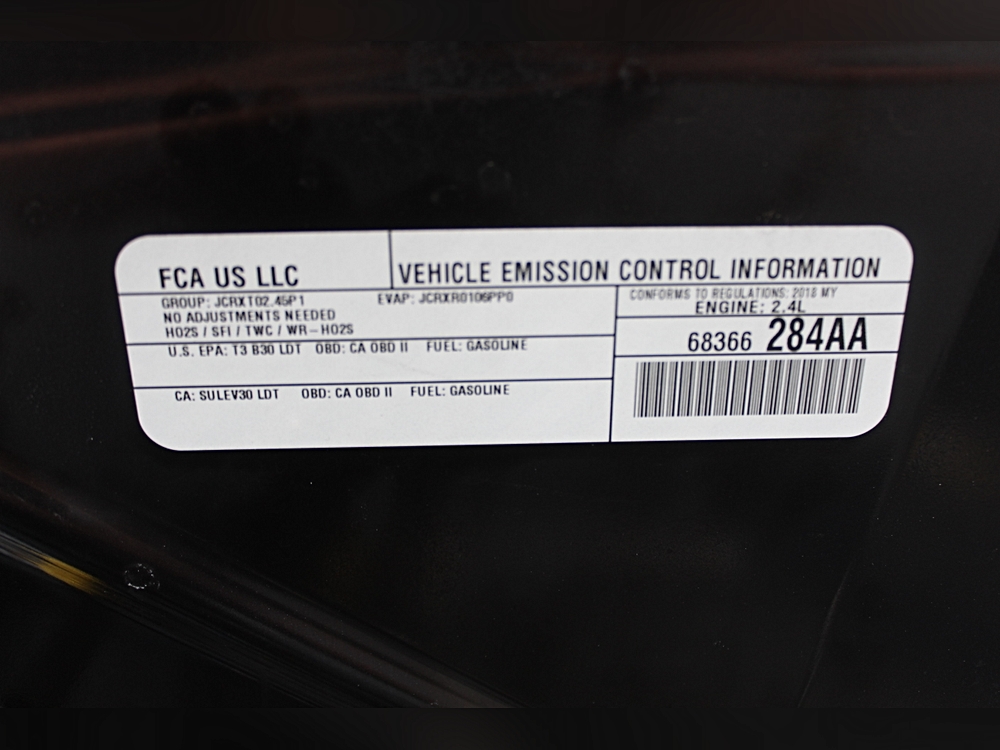 FCA US LLC
VEHICLE EMISSION CONTROL INFORMATION
GROUP: JCRXT02.45P1 EVAP: JCRXR0106PP0
NO ADJUSTMENTS NEEDED
HO2S / SFI / TWC / WR-HO2S
CONFORMS TO REGULATIONS: 2018 MY
ENGINE: 2.4L
68366 284AA
U.S. EPA: T3 B30 LDT OBD: CA OBD II FUEL: GASOLINE
CA: SULEV30 LDT OBD: CA OBD II FUEL: GASOLINE